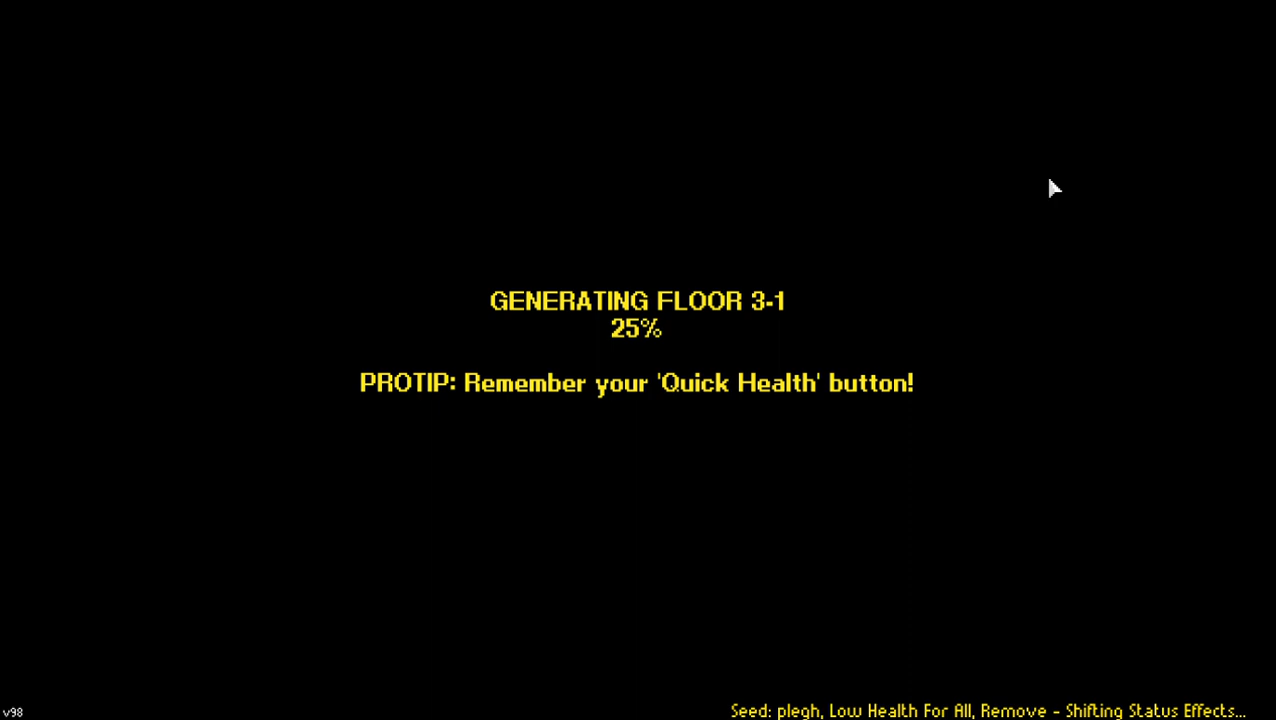 GENERATING FLOOR 3-1
25%
PROTIP: Remember your 'Quick Health' button!
v98
Seed: plegh, Low Health For All, Remove - Shifting Status Effects...